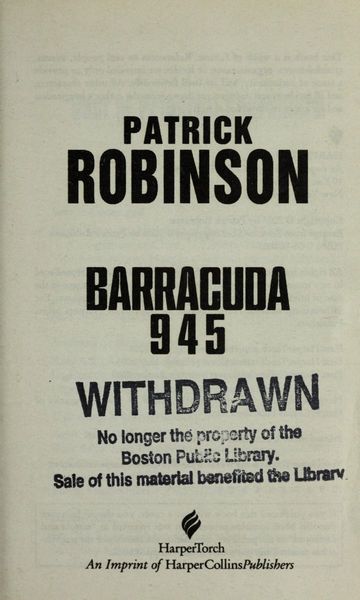 PATRICK
ROBINSON
BARRACUDA
945
WITHDRAWN
No longer the property of the
Boston Public Library.
Sale of this material benefited the Library
HarperTorch
An Imprint of HarperCollinsPublishers